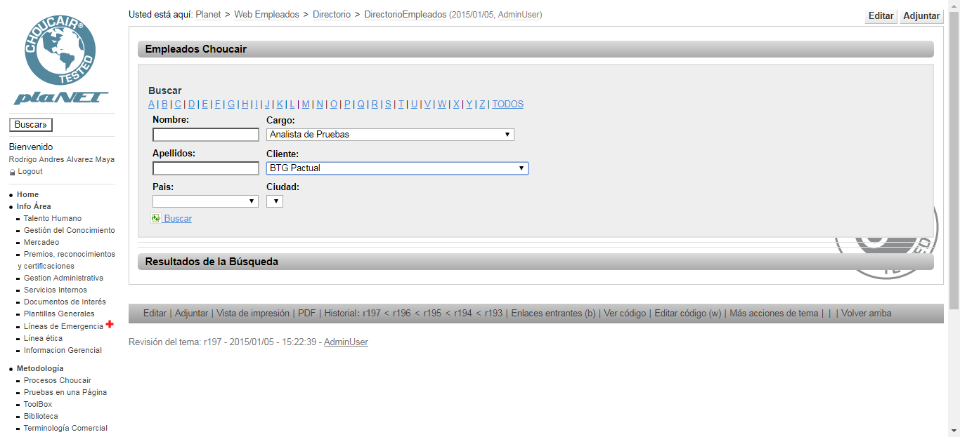 CHOUCAIR
TESTED
plaNET
Buscar»
Bienvenido
Rodrigo Andres Alvarez Maya
Logout
Home
Info Área
Talento Humano
Gestión del Conocimiento
Mercadeo
Premios, reconocimientos
y certificaciones
Gestion Administrativa
Servicios Internos
Documentos de Interés
Plantillas Generales
Líneas de Emergencia
Línea ética
Informacion Gerencial
Metodología
Procesos Choucair
Pruebas en una Página
ToolBox
Biblioteca
Terminología Comercial
Usted está aquí: Planet > Web Empleados > Directorio > DirectorioEmpleados (2015/01/05, AdminUser)
Editar Adjuntar
Empleados Choucair
Buscar
A | B | C | D | E | F | G | H | I | J | K | L | M | N | O | P | Q | R | S | T | U | V | W | X | Y | Z | TODOS
Nombre: Cargo:
Analista de Pruebas
Apellidos: Cliente:
BTG Pactual
Pais: Ciudad:
Buscar
Resultados de la Búsqueda
TED
Editar | Adjuntar | Vista de impresión | PDF | Historial: r197 < r196 < r195 < r194 < r193 | Enlaces entrantes (b) | Ver código | Editar código (w) | Más acciones de tema | | | Volver arriba
Revisión del tema: r197 - 2015/01/05 - 15:22:39 - AdminUser